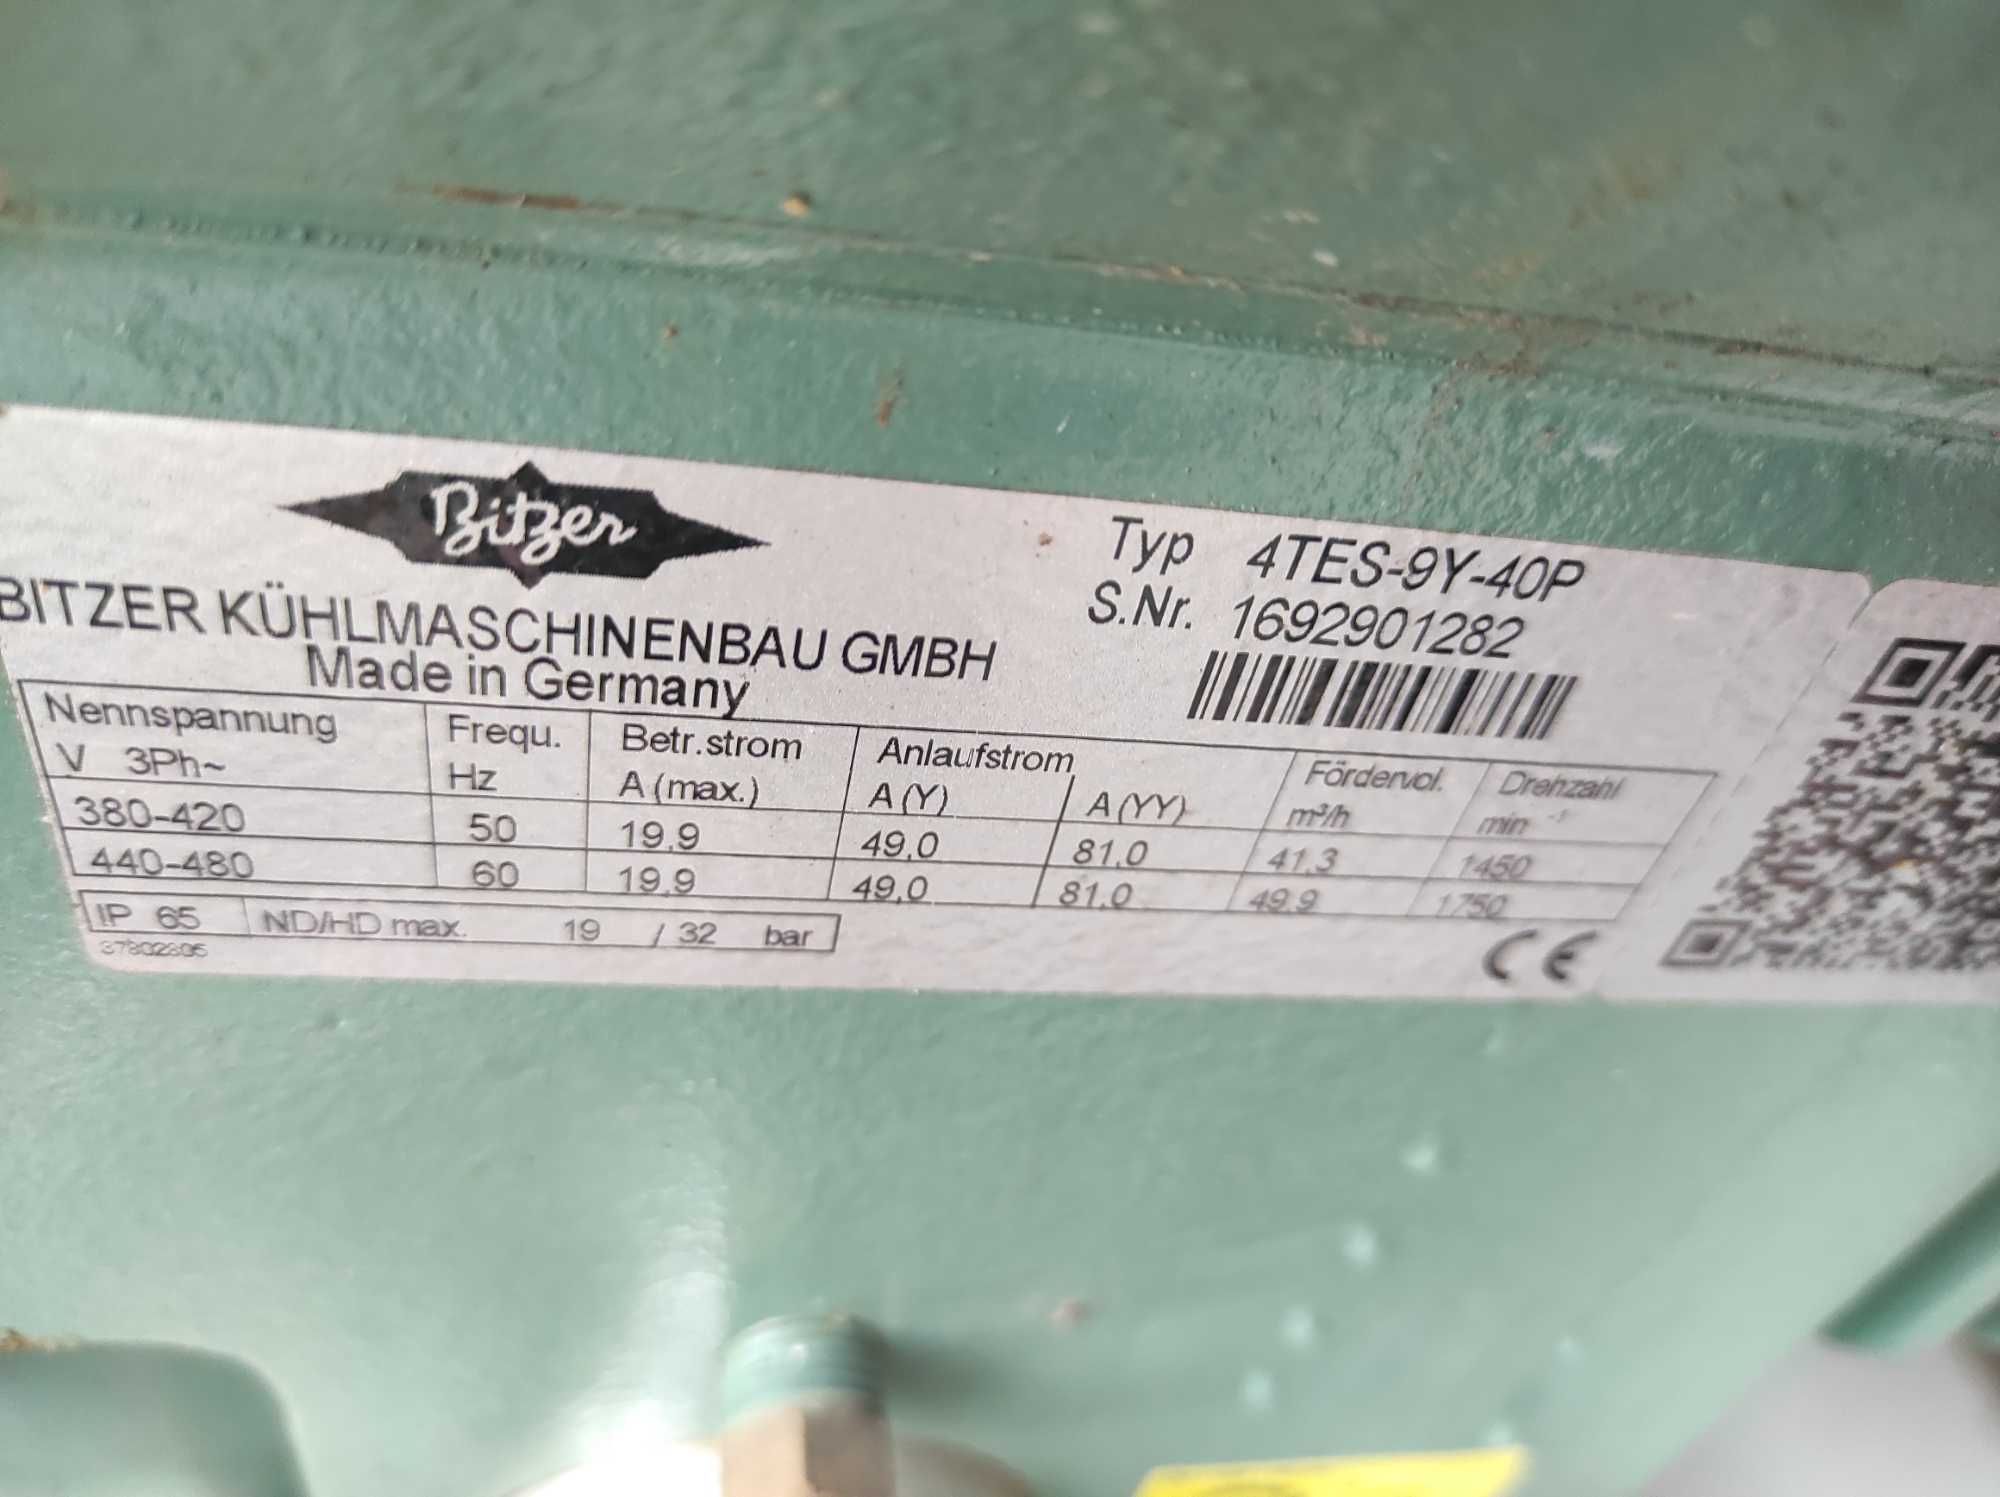 Bitzer
BITZER KÜHLMASCHINENBAU GMBH
Made in Germany
Typ 4TES-9Y-40P
S.Nr. 1692901282
Nennspannung V 3Ph~ Frequ. Hz Betr.strom A (max.) Anlaufstrom A (Y) A (YY) Fördervol. m³/h Drehzahl min -1
380-420 50 19,9 49,0 81,0 41,3 1450
440-480 60 19,9 49,0 81,0 49,9 1750
IP 65 ND/HD max. 19 / 32 bar
CE